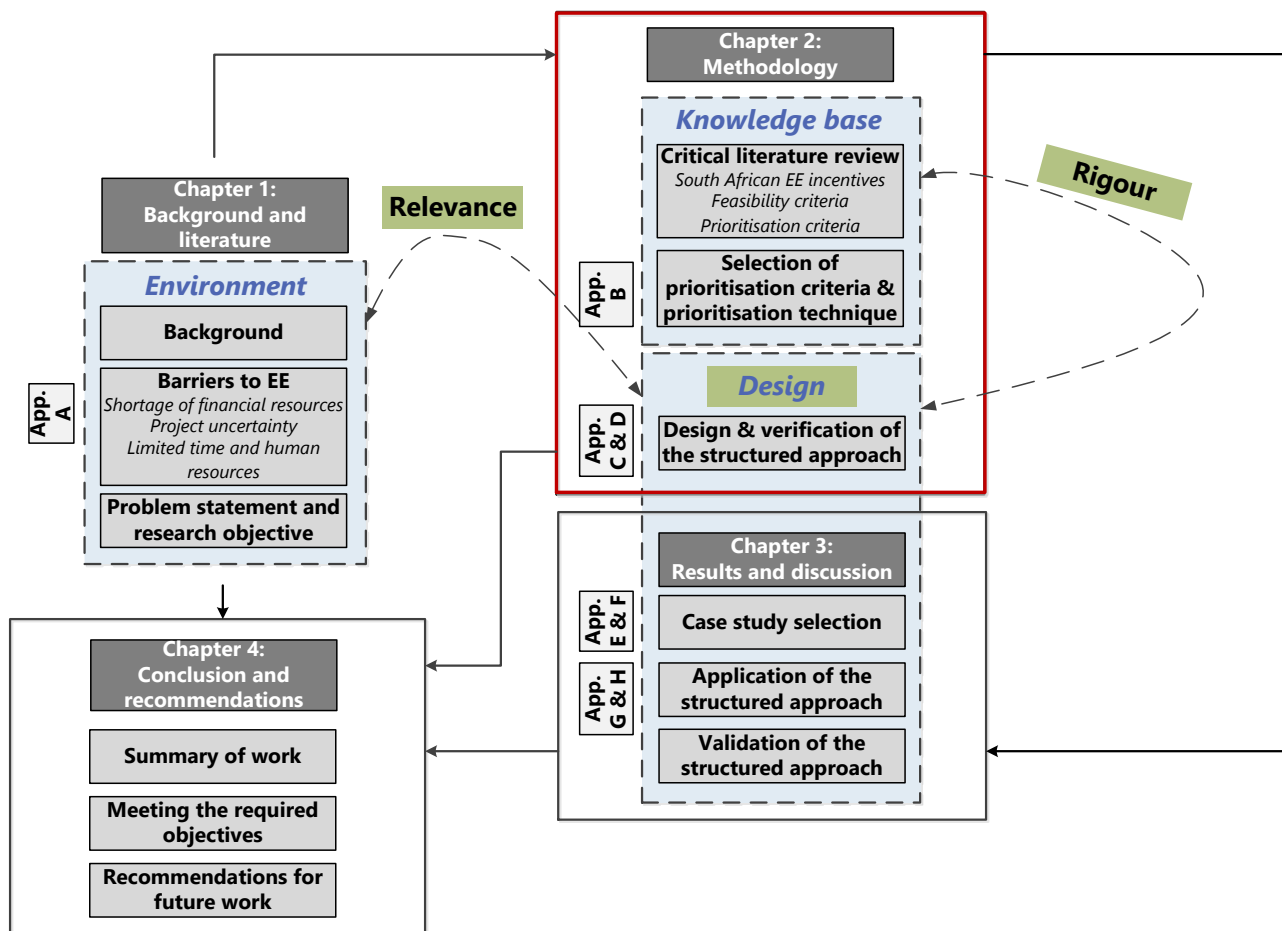 Chapter 1:
Background and
literature
Environment
Background
App.
A
Barriers to EE
Shortage of financial resources
Project uncertainty
Limited time and human
resources
Problem statement and
research objective
Relevance
Chapter 2:
Methodology
Knowledge base
Critical literature review
South African EE incentives
Feasibility criteria
Prioritisation criteria
App.
B
Selection of
prioritisation criteria &
prioritisation technique
Rigour
Design
App.
C & D
Design & verification of
the structured approach
Chapter 3:
Results and discussion
App.
E & F
Case study selection
App.
G & H
Application of the
structured approach
Validation of the
structured approach
Chapter 4:
Conclusion and
recommendations
Summary of work
Meeting the required
objectives
Recommendations for
future work